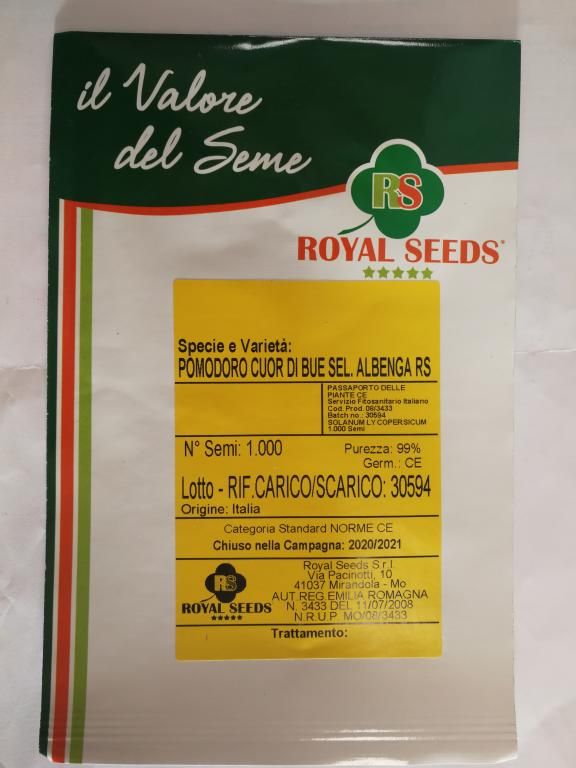 il Valore
del Seme
RS
ROYAL SEEDS®
Specie e Varietà:
POMODORO CUOR DI BUE SEL. ALBENGA RS
PASSAPORTO DELLE
PIANTE CE
Servizio Fitosanitario Italiano
Cod. Prod. 08/3433
Batch no.: 30594
SOLANUM LYCOPERSICUM
1.000 Semi
N° Semi: 1.000
Purezza: 99%
Germ.: CE
Lotto - RIF.CARICO/SCARICO: 30594
Origine: Italia
Categoria Standard NORME CE
Chiuso nella Campagna: 2020/2021
RS
ROYAL SEEDS
Royal Seeds S.r.l.
Via Pacinotti, 10
41037 Mirandola - Mo
AUT.REG.EMILIA ROMAGNA
N. 3433 DEL 11/07/2008
N.R.U.P. MO/08/3433
Trattamento: